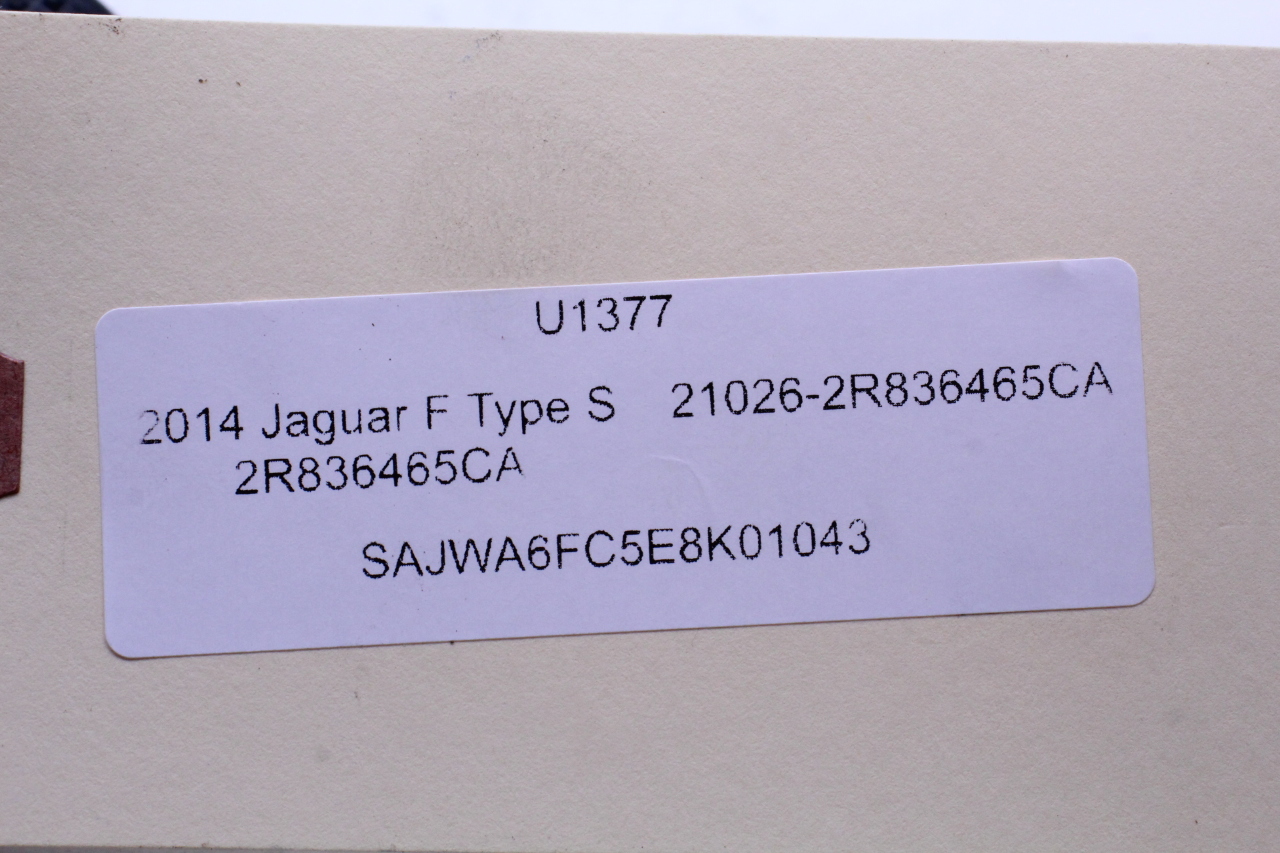 U1377
2014 Jaguar F Type S 21026-2R836465CA
2R836465CA
SAJWA6FC5E8K01043